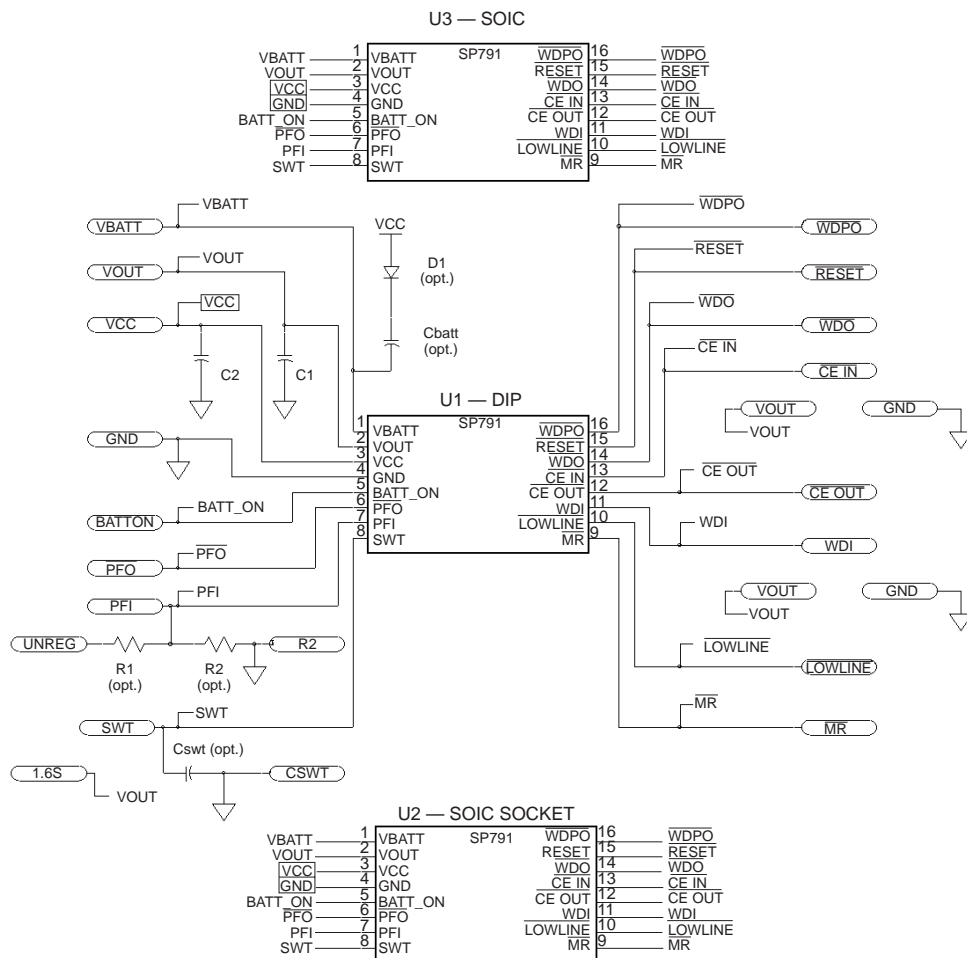 U3 — SOIC
SP791
VBATT 1 VBATT WDPO 16 WDPO
VOUT 2 VOUT RESET 15 RESET
VCC 3 VCC WDO 14 WDO
GND 4 GND CE IN 13 CE IN
BATT_ON 5 BATT_ON CE OUT 12 CE OUT
PFO 6 PFO WDI 11 WDI
PFI 7 PFI LOWLINE 10 LOWLINE
SWT 8 SWT MR 9 MR
VBATT
VBATT
VOUT
VOUT
VCC
VCC
C2
C1
VCC
D1
(opt.)
Cbatt
(opt.)
WDPO
WDPO
RESET
RESET
WDO
WDO
CE IN
CE IN
U1 — DIP
SP791
1 VBATT WDPO 16
2 VOUT RESET 15
3 VCC WDO 14
4 GND CE IN 13
5 BATT_ON CE OUT 12
6 PFO WDI 11
7 PFI LOWLINE 10
8 SWT MR 9
GND
BATT_ON
BATTON
PFO
PFO
PFI
PFI
UNREG
R1
(opt.)
R2
(opt.)
R2
SWT
SWT
Cswt (opt.)
CSWT
1.6S
VOUT
VOUT
VOUT
GND
CE OUT
CE OUT
WDI
WDI
VOUT
VOUT
GND
LOWLINE
LOWLINE
MR
MR
U2 — SOIC SOCKET
SP791
VBATT 1 VBATT WDPO 16 WDPO
VOUT 2 VOUT RESET 15 RESET
VCC 3 VCC WDO 14 WDO
GND 4 GND CE IN 13 CE IN
BATT_ON 5 BATT_ON CE OUT 12 CE OUT
PFO 6 PFO WDI 11 WDI
PFI 7 PFI LOWLINE 10 LOWLINE
SWT 8 SWT MR 9 MR